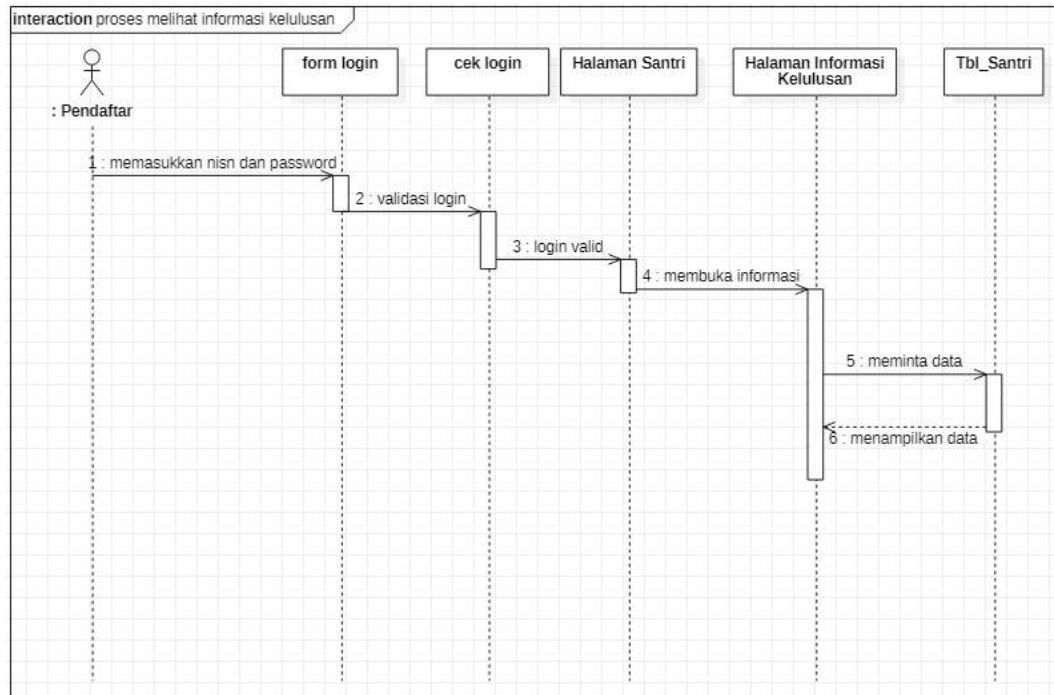 interaction proses melihat informasi kelulusan
: Pendaftar
form login
cek login
Halaman Santri
Halaman Informasi
Kelulusan
Tbl_Santri
1 : memasukkan nisn dan password
2 : validasi login
3 : login valid
4 : membuka informasi
5 : meminta data
6 : menampilkan data